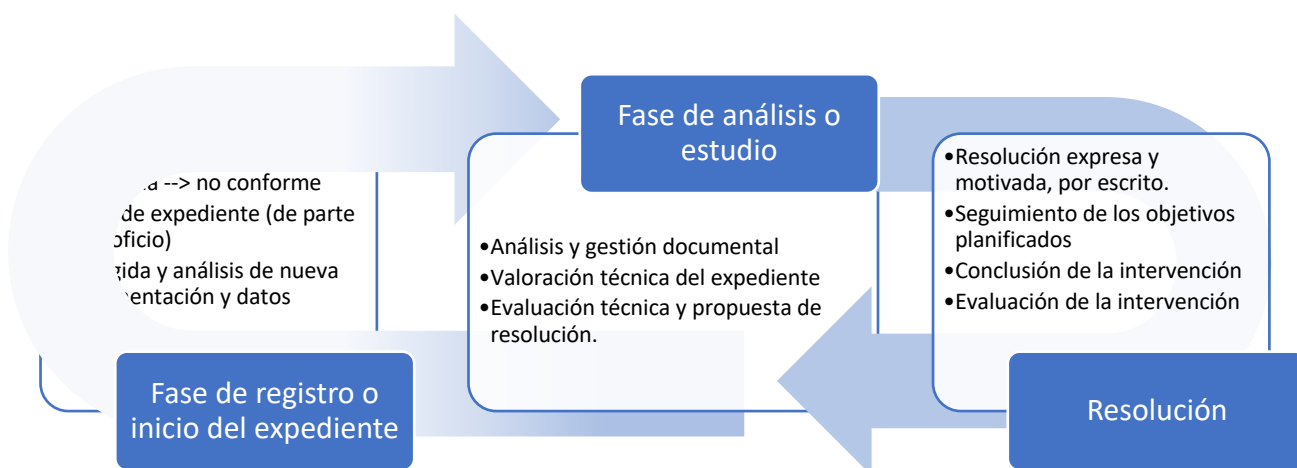 --> no conforme
de expediente (de parte
oficio)
y análisis de nueva
y datos
Fase de registro o
inicio del expediente
Fase de análisis o
estudio
•Análisis y gestión documental
•Valoración técnica del expediente
•Evaluación técnica y propuesta de
resolución.
•Resolución expresa y
motivada, por escrito.
•Seguimiento de los objetivos
planificados
•Conclusión de la intervención
•Evaluación de la intervención
Resolución